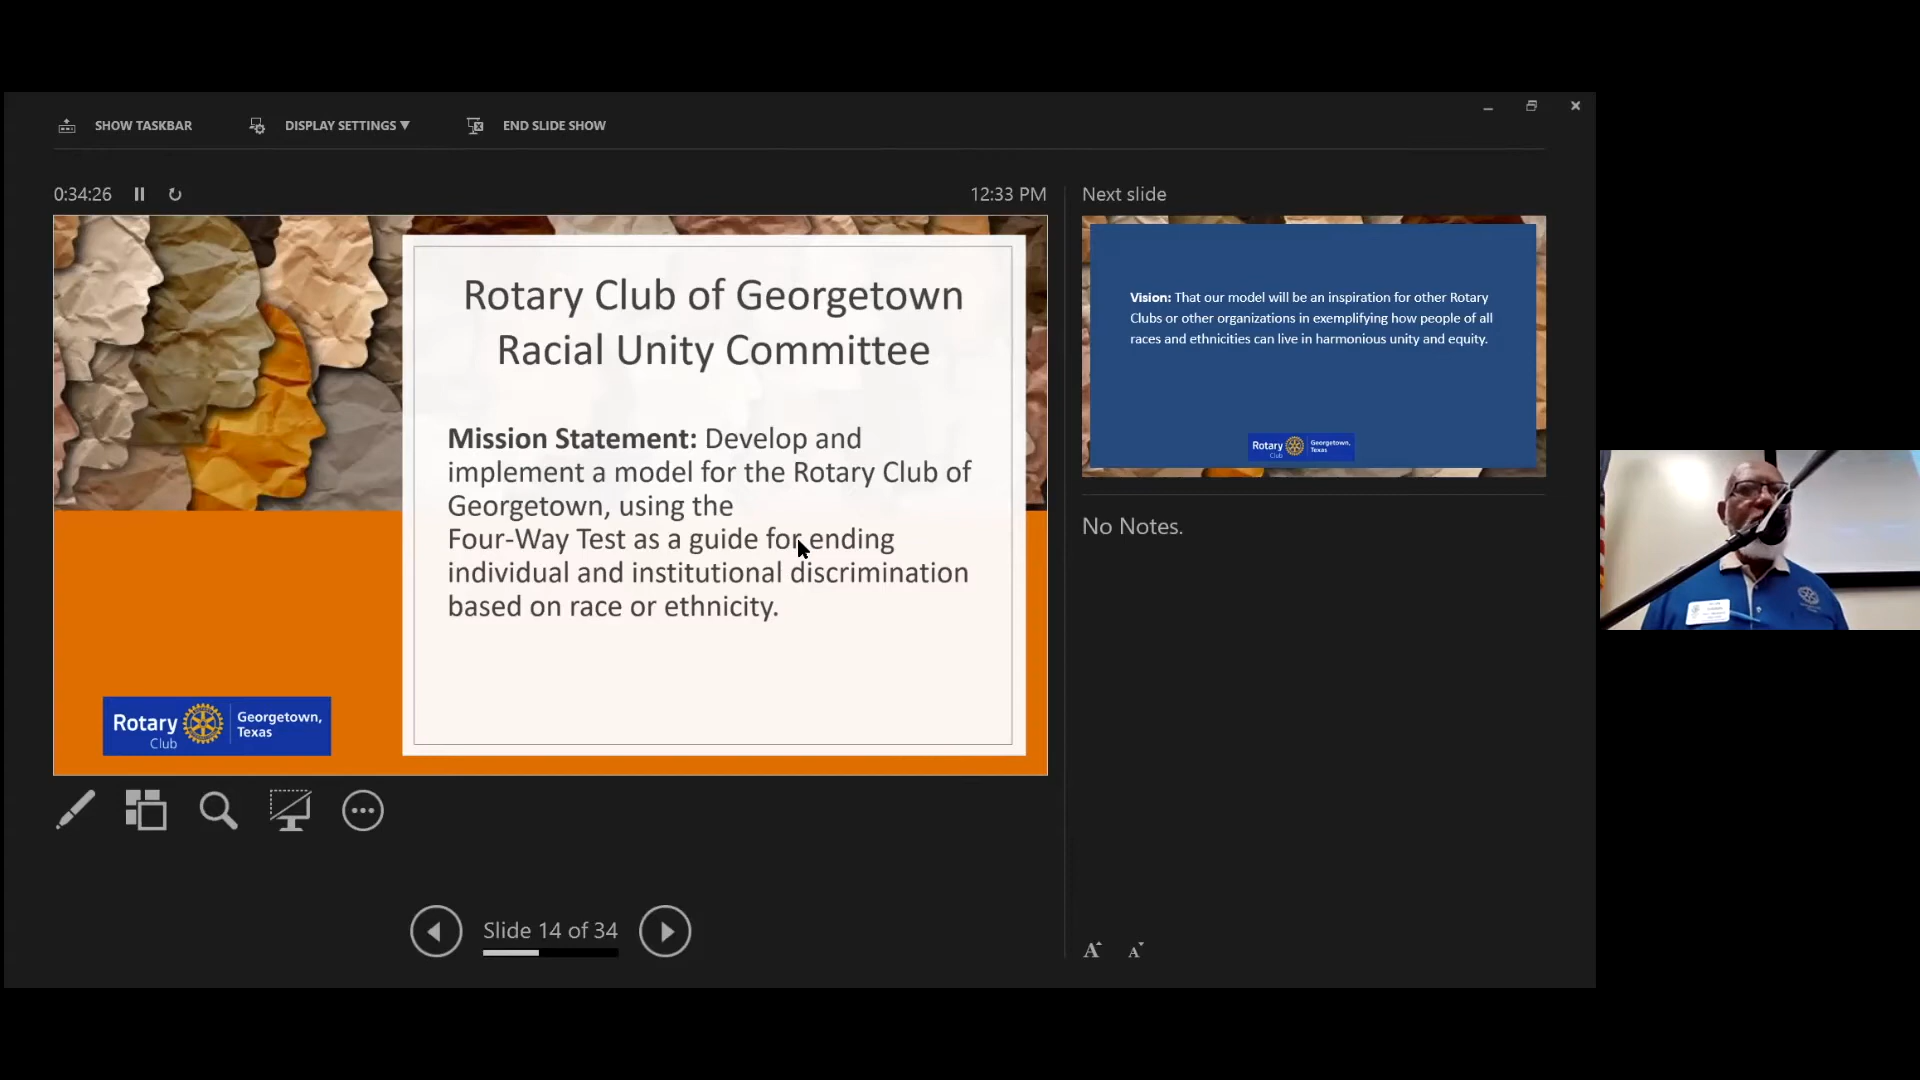 SHOW TASKBAR
DISPLAY SETTINGS ▼
END SLIDE SHOW
0:34:26
12:33 PM
Rotary Club of Georgetown
Racial Unity Committee
Mission Statement: Develop and
implement a model for the Rotary Club of
Georgetown, using the
Four-Way Test as a guide for ending
individual and institutional discrimination
based on race or ethnicity.
Rotary
Club
Georgetown,
Texas
Next slide
Vision: That our model will be an inspiration for other Rotary
Clubs or other organizations in exemplifying how people of all
races and ethnicities can live in harmonious unity and equity.
Rotary
Club
Georgetown,
Texas
No Notes.
Slide 14 of 34
A A